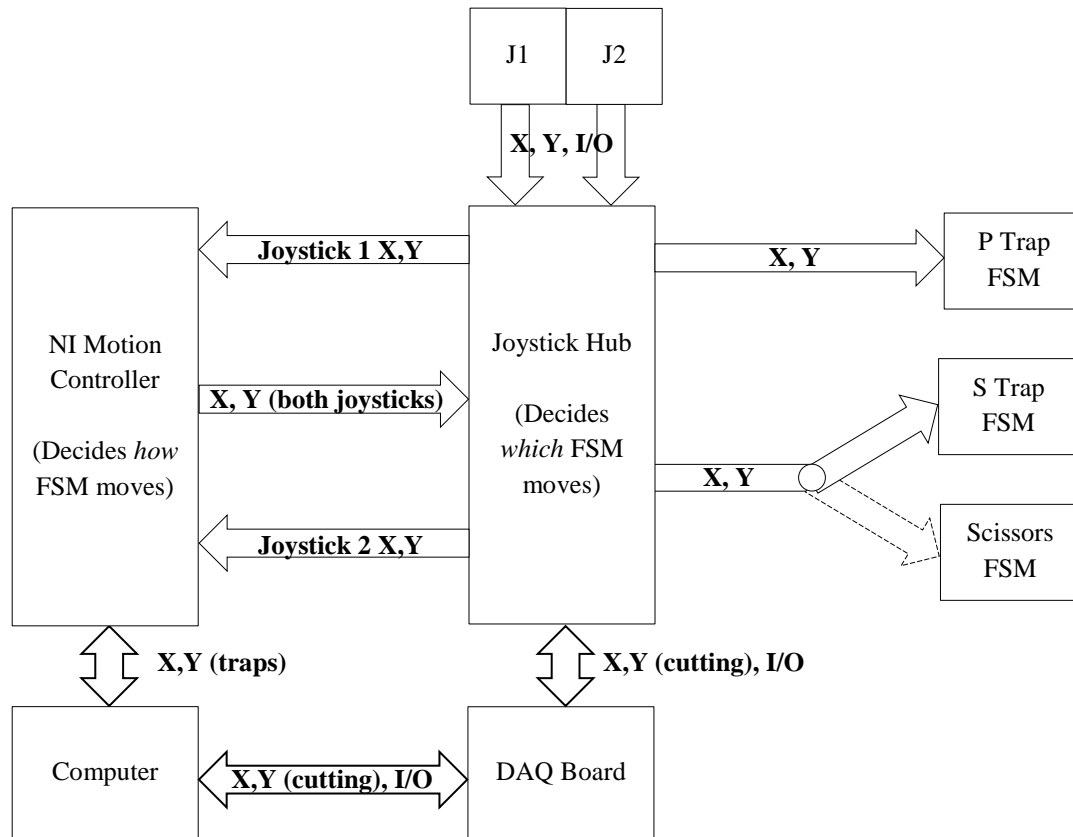 J1
J2
X, Y, I/O
Joystick 1 X,Y
X, Y
P Trap
FSM
NI Motion
Controller
(Decides how
FSM moves)
X, Y (both joysticks)
Joystick Hub
(Decides
which FSM
moves)
S Trap
FSM
X, Y
Joystick 2 X,Y
Scissors
FSM
X,Y (traps)
X,Y (cutting), I/O
Computer
X,Y (cutting), I/O
DAQ Board